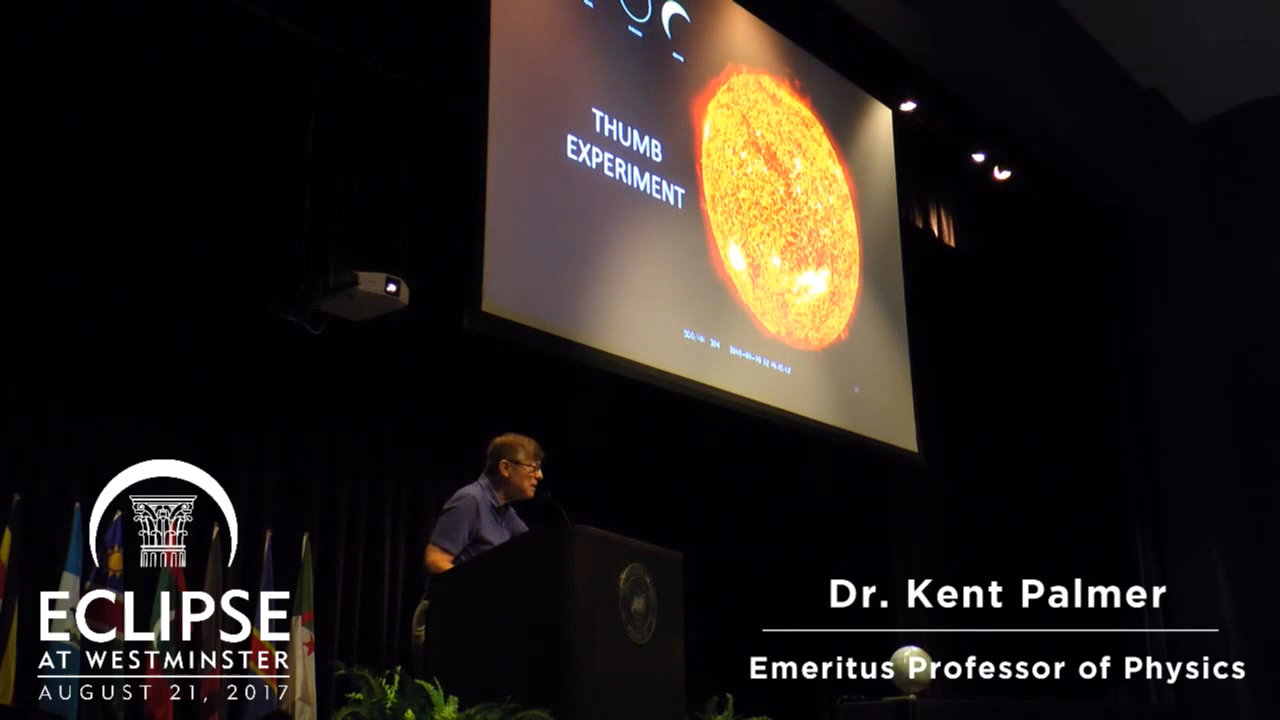 THUMB
EXPERIMENT
ECLIPSE
AT WESTMINSTER
AUGUST 21, 2017
Dr. Kent Palmer
Emeritus Professor of Physics